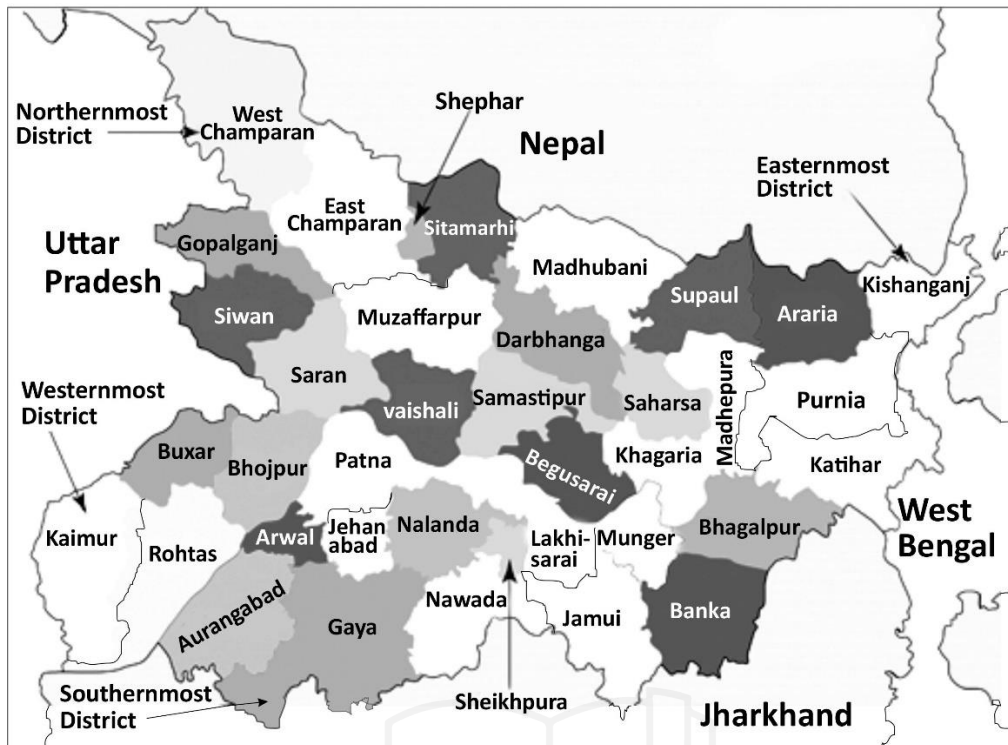 Northernmost
District
West
Champaran
Shephar
Nepal
Easternmost
District
East
Champaran
Sitamarhi
Uttar
Pradesh
Gopalganj
Madhubani
Kishanganj
Supaul
Araria
Siwan
Muzaffarpur
Darbhanga
Saran
Westernmost
District
vaishali
Samastipur
Saharsa
Madhepura
Purnia
Buxar
Bhojpur
Patna
Begusarai
Khagaria
Katihar
West
Bengal
Kaimur
Rohtas
Arwal
Jehan
abad
Nalanda
Lakhi-
sarai
Munger
Bhagalpur
Aurangabad
Gaya
Nawada
Jamui
Banka
Southernmost
District
Sheikhpura
Jharkhand